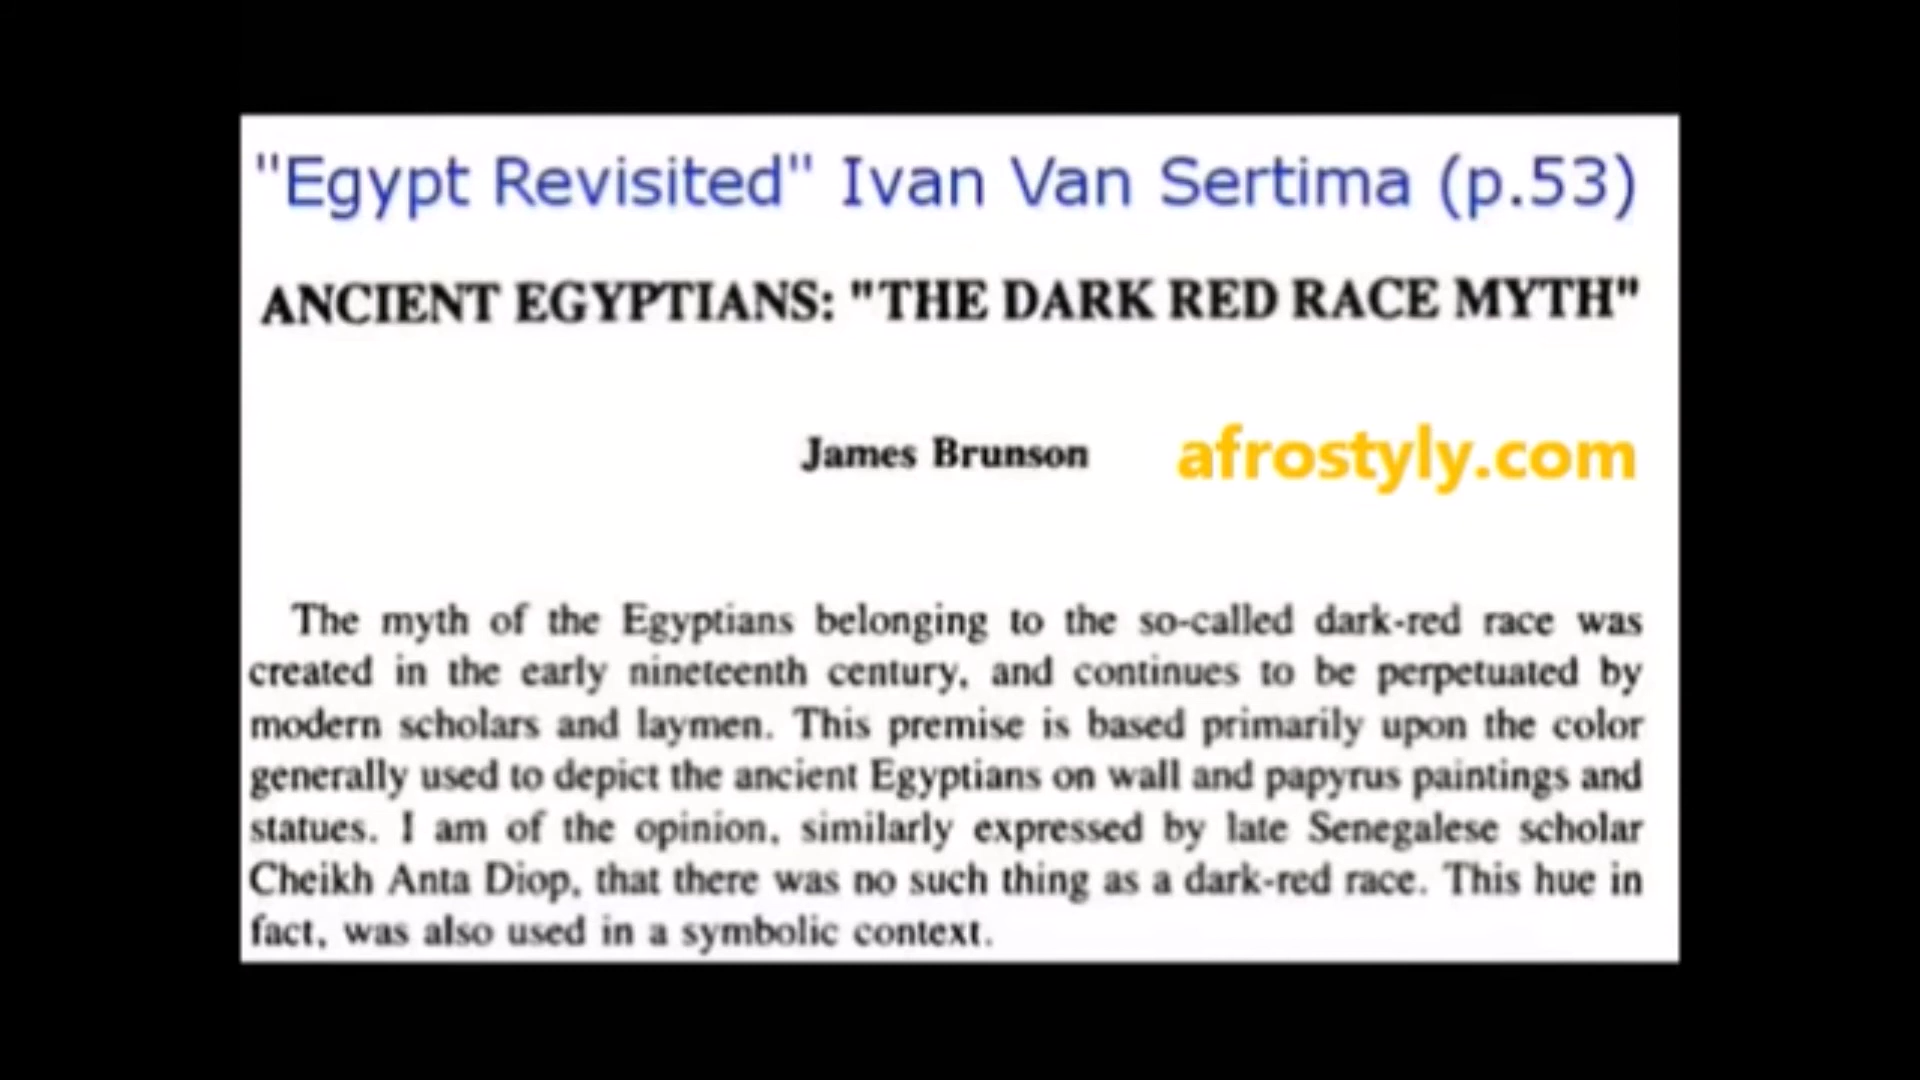 "Egypt Revisited" Ivan Van Sertima (p.53)
ANCIENT EGYPTIANS: "THE DARK RED RACE MYTH"
James Brunson
afrostyly.com
The myth of the Egyptians belonging to the so-called dark-red race was
created in the early nineteenth century, and continues to be perpetuated by
modern scholars and laymen. This premise is based primarily upon the color
generally used to depict the ancient Egyptians on wall and papyrus paintings and
statues. I am of the opinion, similarly expressed by late Senegalese scholar
Cheikh Anta Diop, that there was no such thing as a dark-red race. This hue in
fact, was also used in a symbolic context.